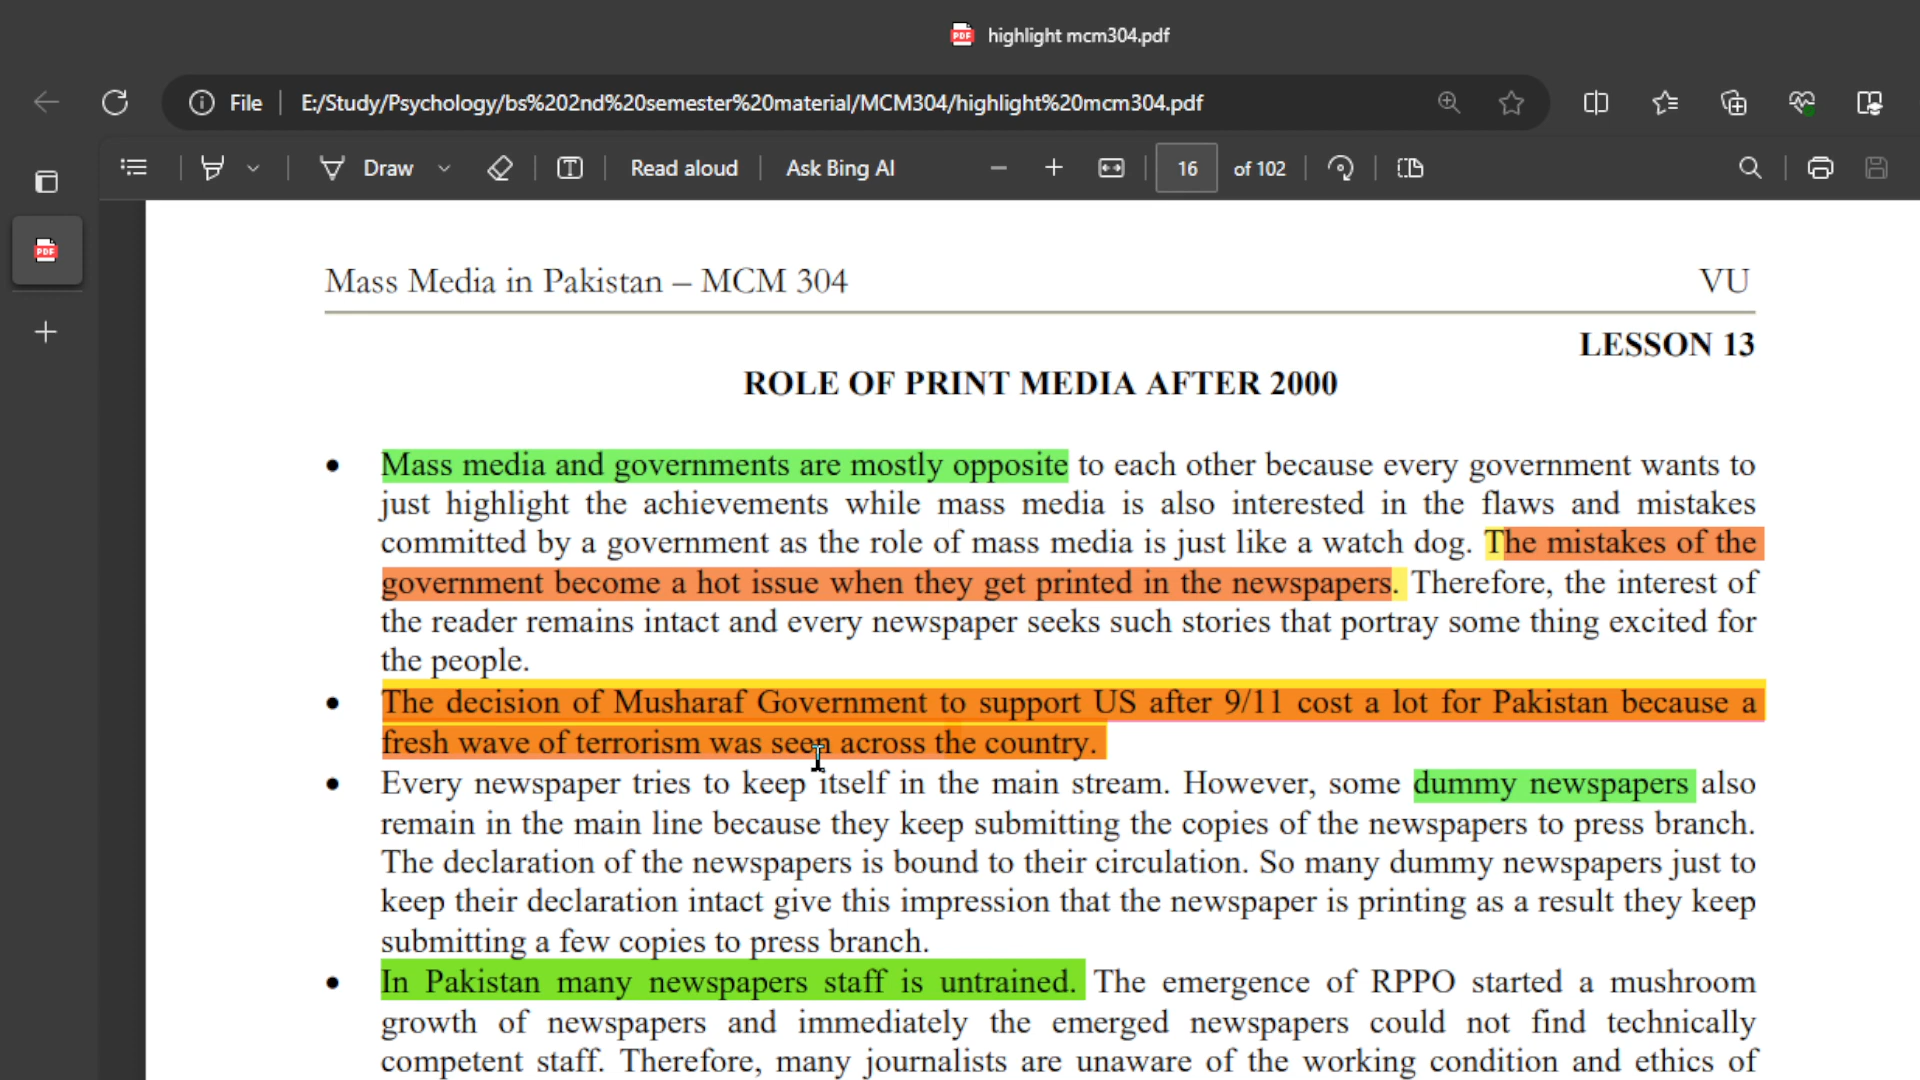 highlight mcm304.pdf
File
E:/Study/Psychology/bs%202nd%20semester%20material/MCM304/highlight%20mcm304.pdf
Draw
Read aloud
Ask Bing AI
16
of 102
PDF
Mass Media in Pakistan – MCM 304
VU
LESSON 13
ROLE OF PRINT MEDIA AFTER 2000
• Mass media and governments are mostly opposite to each other because every government wants to
just highlight the achievements while mass media is also interested in the flaws and mistakes
committed by a government as the role of mass media is just like a watch dog. The mistakes of the
government become a hot issue when they get printed in the newspapers. Therefore, the interest of
the reader remains intact and every newspaper seeks such stories that portray some thing excited for
the people.
• The decision of Musharaf Government to support US after 9/11 cost a lot for Pakistan because a
fresh wave of terrorism was seen across the country.
• Every newspaper tries to keep itself in the main stream. However, some dummy newspapers also
remain in the main line because they keep submitting the copies of the newspapers to press branch.
The declaration of the newspapers is bound to their circulation. So many dummy newspapers just to
keep their declaration intact give this impression that the newspaper is printing as a result they keep
submitting a few copies to press branch.
• In Pakistan many newspapers staff is untrained. The emergence of RPPO started a mushroom
growth of newspapers and immediately the emerged newspapers could not find technically
competent staff. Therefore, many journalists are unaware of the working condition and ethics of